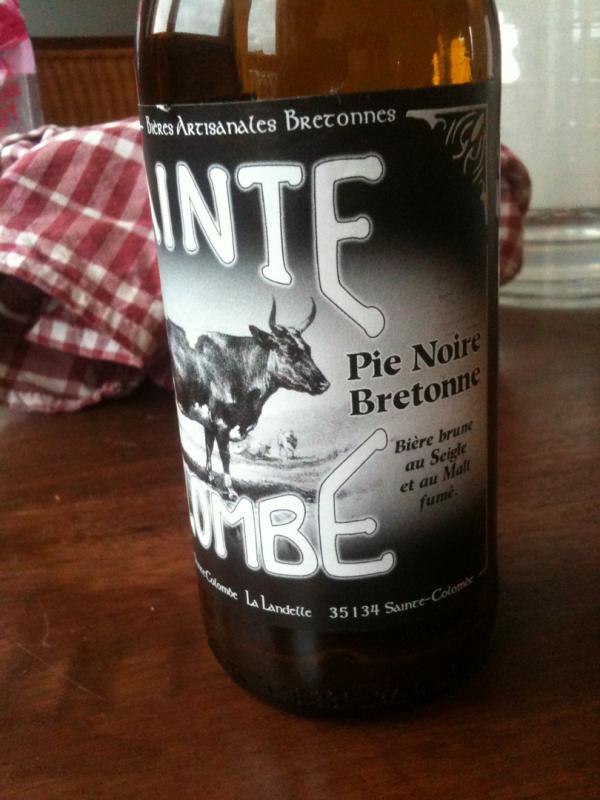 Bières Artisanales Bretonnes
AINTE
Pie Noire
Bretonne
Bière brune
au Seigle
et au Malt
fumé.
OMBE
Colombe La Landelle 35134 Sainte-Colombe